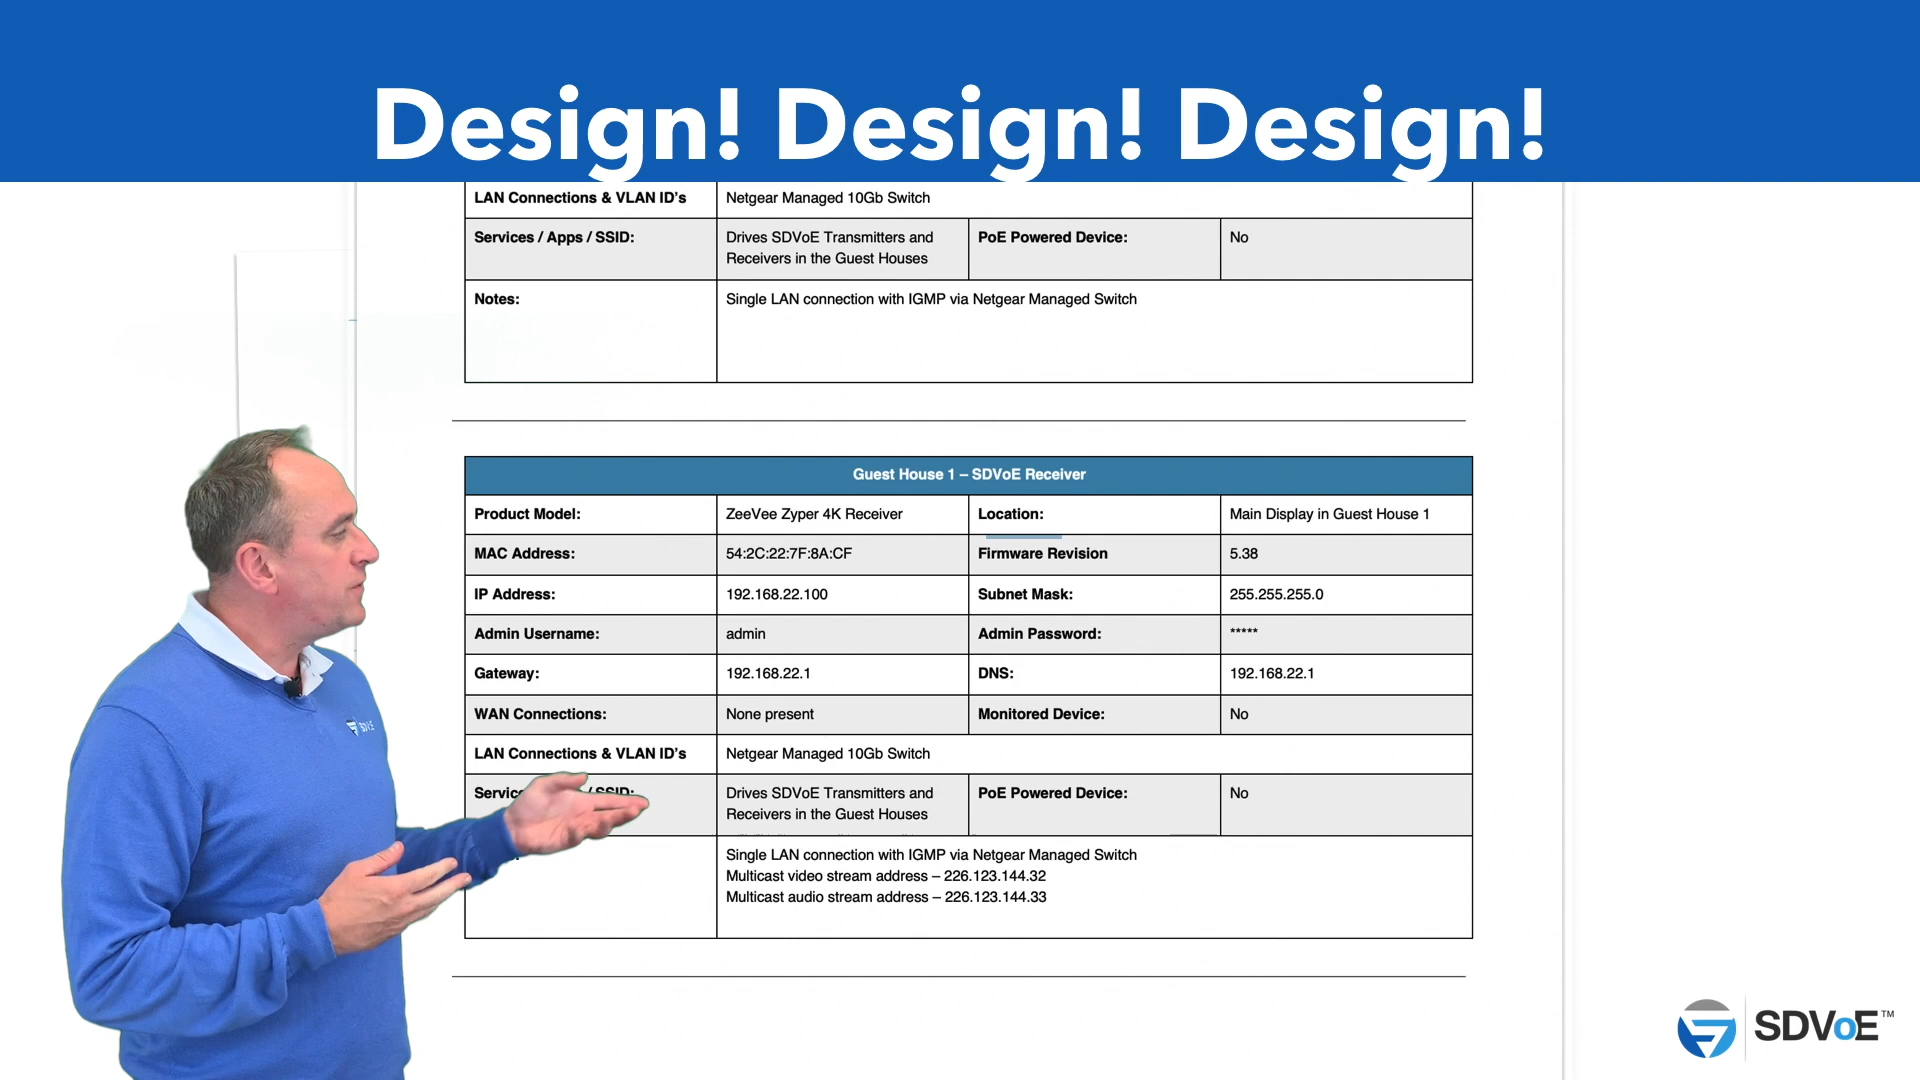 Design! Design! Design!
LAN Connections & VLAN ID's Netgear Managed 10Gb Switch
Services / Apps / SSID: Drives SDVoE Transmitters and PoE Powered Device: No
Receivers in the Guest Houses
Notes: Single LAN connection with IGMP via Netgear Managed Switch
Guest House 1 – SDVoE Receiver
Product Model: ZeeVee Zyper 4K Receiver Location: Main Display in Guest House 1
MAC Address: 54:2C:22:7F:8A:CF Firmware Revision 5.38
IP Address: 192.168.22.100 Subnet Mask: 255.255.255.0
Admin Username: admin Admin Password: *****
Gateway: 192.168.22.1 DNS: 192.168.22.1
WAN Connections: None present Monitored Device: No
LAN Connections & VLAN ID's Netgear Managed 10Gb Switch
Drives SDVoE Transmitters and PoE Powered Device: No
Receivers in the Guest Houses
Single LAN connection with IGMP via Netgear Managed Switch
Multicast video stream address – 226.123.144.32
Multicast audio stream address – 226.123.144.33
SDVoE
SDVoE™